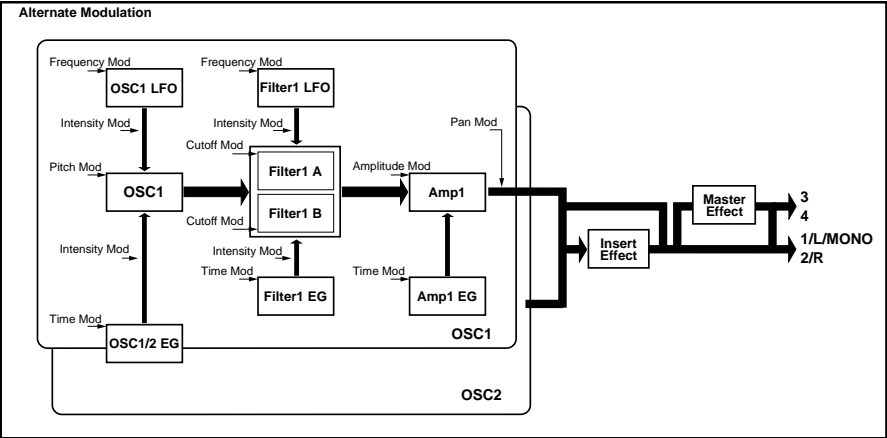 Alternate Modulation
Frequency Mod
OSC1 LFO
Intensity Mod
Pitch Mod
OSC1
Intensity Mod
Time Mod
OSC1/2 EG
Frequency Mod
Filter1 LFO
Intensity Mod
Cutoff Mod
Filter1 A
Filter1 B
Cutoff Mod
Intensity Mod
Time Mod
Filter1 EG
Amplitude Mod
Amp1
Time Mod
Amp1 EG
Pan Mod
OSC1
OSC2
Insert
Effect
Master
Effect
3
4
1/L/MONO
2/R